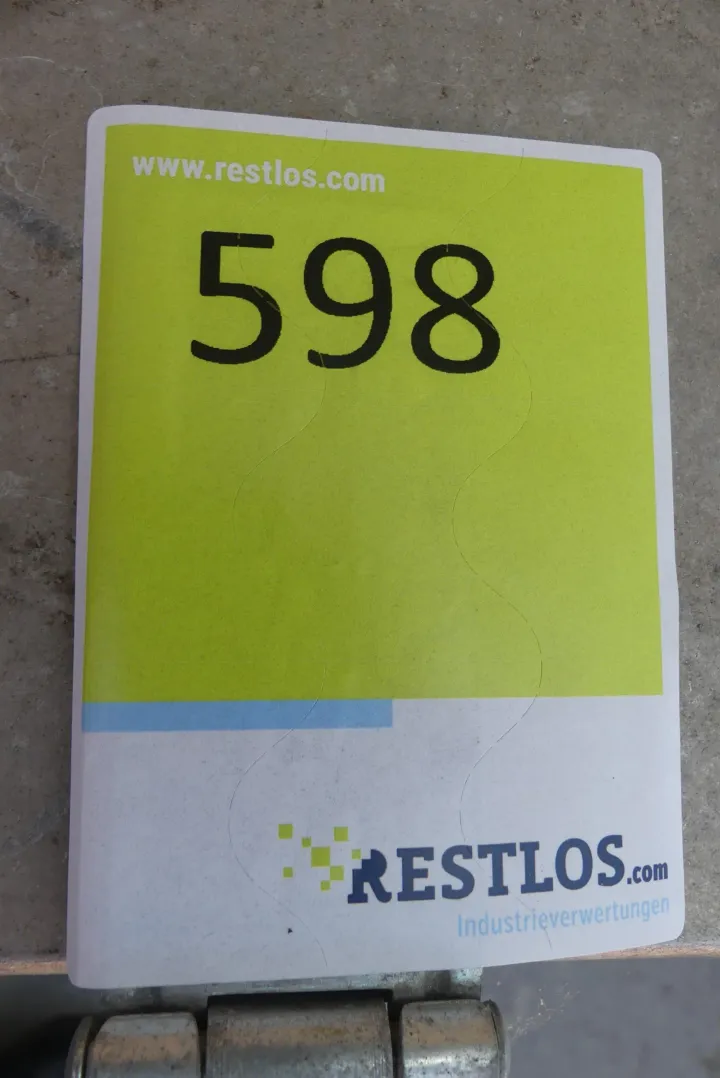 www.restlos.com
598
RESTLOS.com
Industrieverwertungen